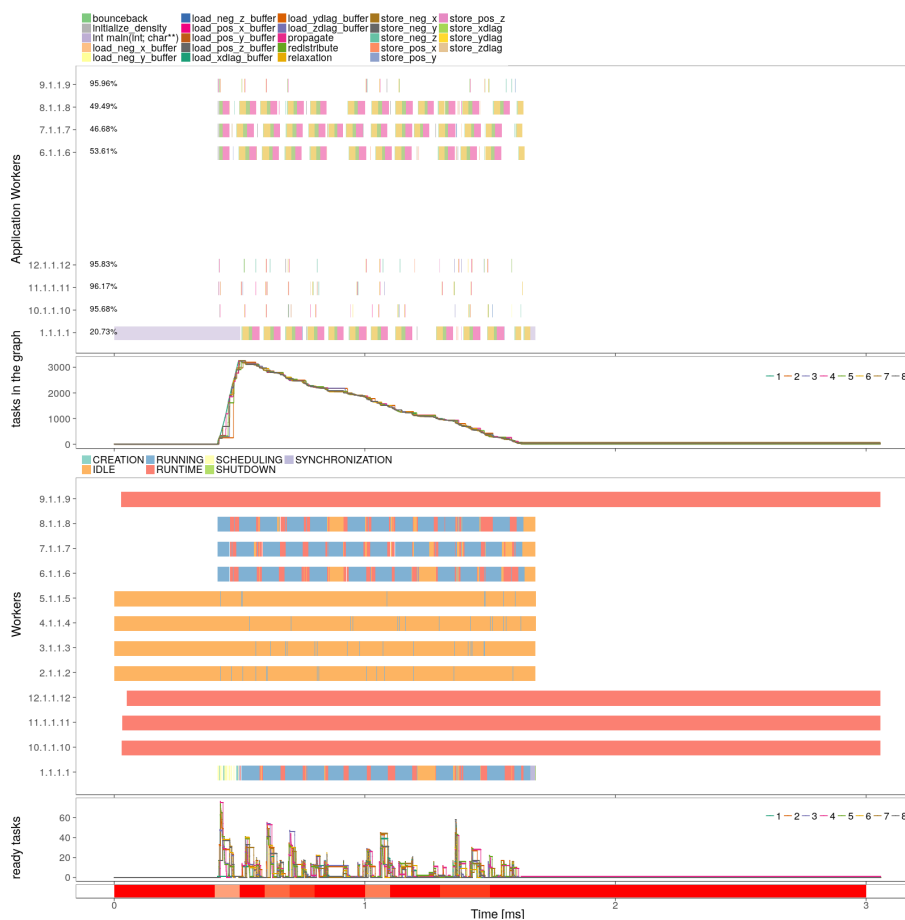 bounceback load_neg_z_buffer load_ydiag_buffer store_neg_x store_pos_z
initialize_density load_pos_x_buffer load_zdiag_buffer store_neg_y store_xdiag
int main(int; char**) load_pos_y_buffer propagate store_neg_z store_ydiag
load_neg_x_buffer load_pos_z_buffer redistribute store_pos_x store_zdiag
load_neg_y_buffer load_xdiag_buffer relaxation store_pos_y
Application Workers
9.1.1.9 95.96%
8.1.1.8 49.49%
7.1.1.7 46.68%
6.1.1.6 53.61%
12.1.1.12 95.83%
11.1.1.11 96.17%
10.1.1.10 95.68%
1.1.1.1 20.73%
tasks in the graph
3000
2000
1000
0
1 2 3 4 5 6 7 8
CREATION RUNNING SCHEDULING SYNCHRONIZATION
IDLE RUNTIME SHUTDOWN
Workers
9.1.1.9
8.1.1.8
7.1.1.7
6.1.1.6
5.1.1.5
4.1.1.4
3.1.1.3
2.1.1.2
12.1.1.12
11.1.1.11
10.1.1.10
1.1.1.1
ready tasks
60
40
20
0
1 2 3 4 5 6 7 8
0 1 2 3
Time [ms]